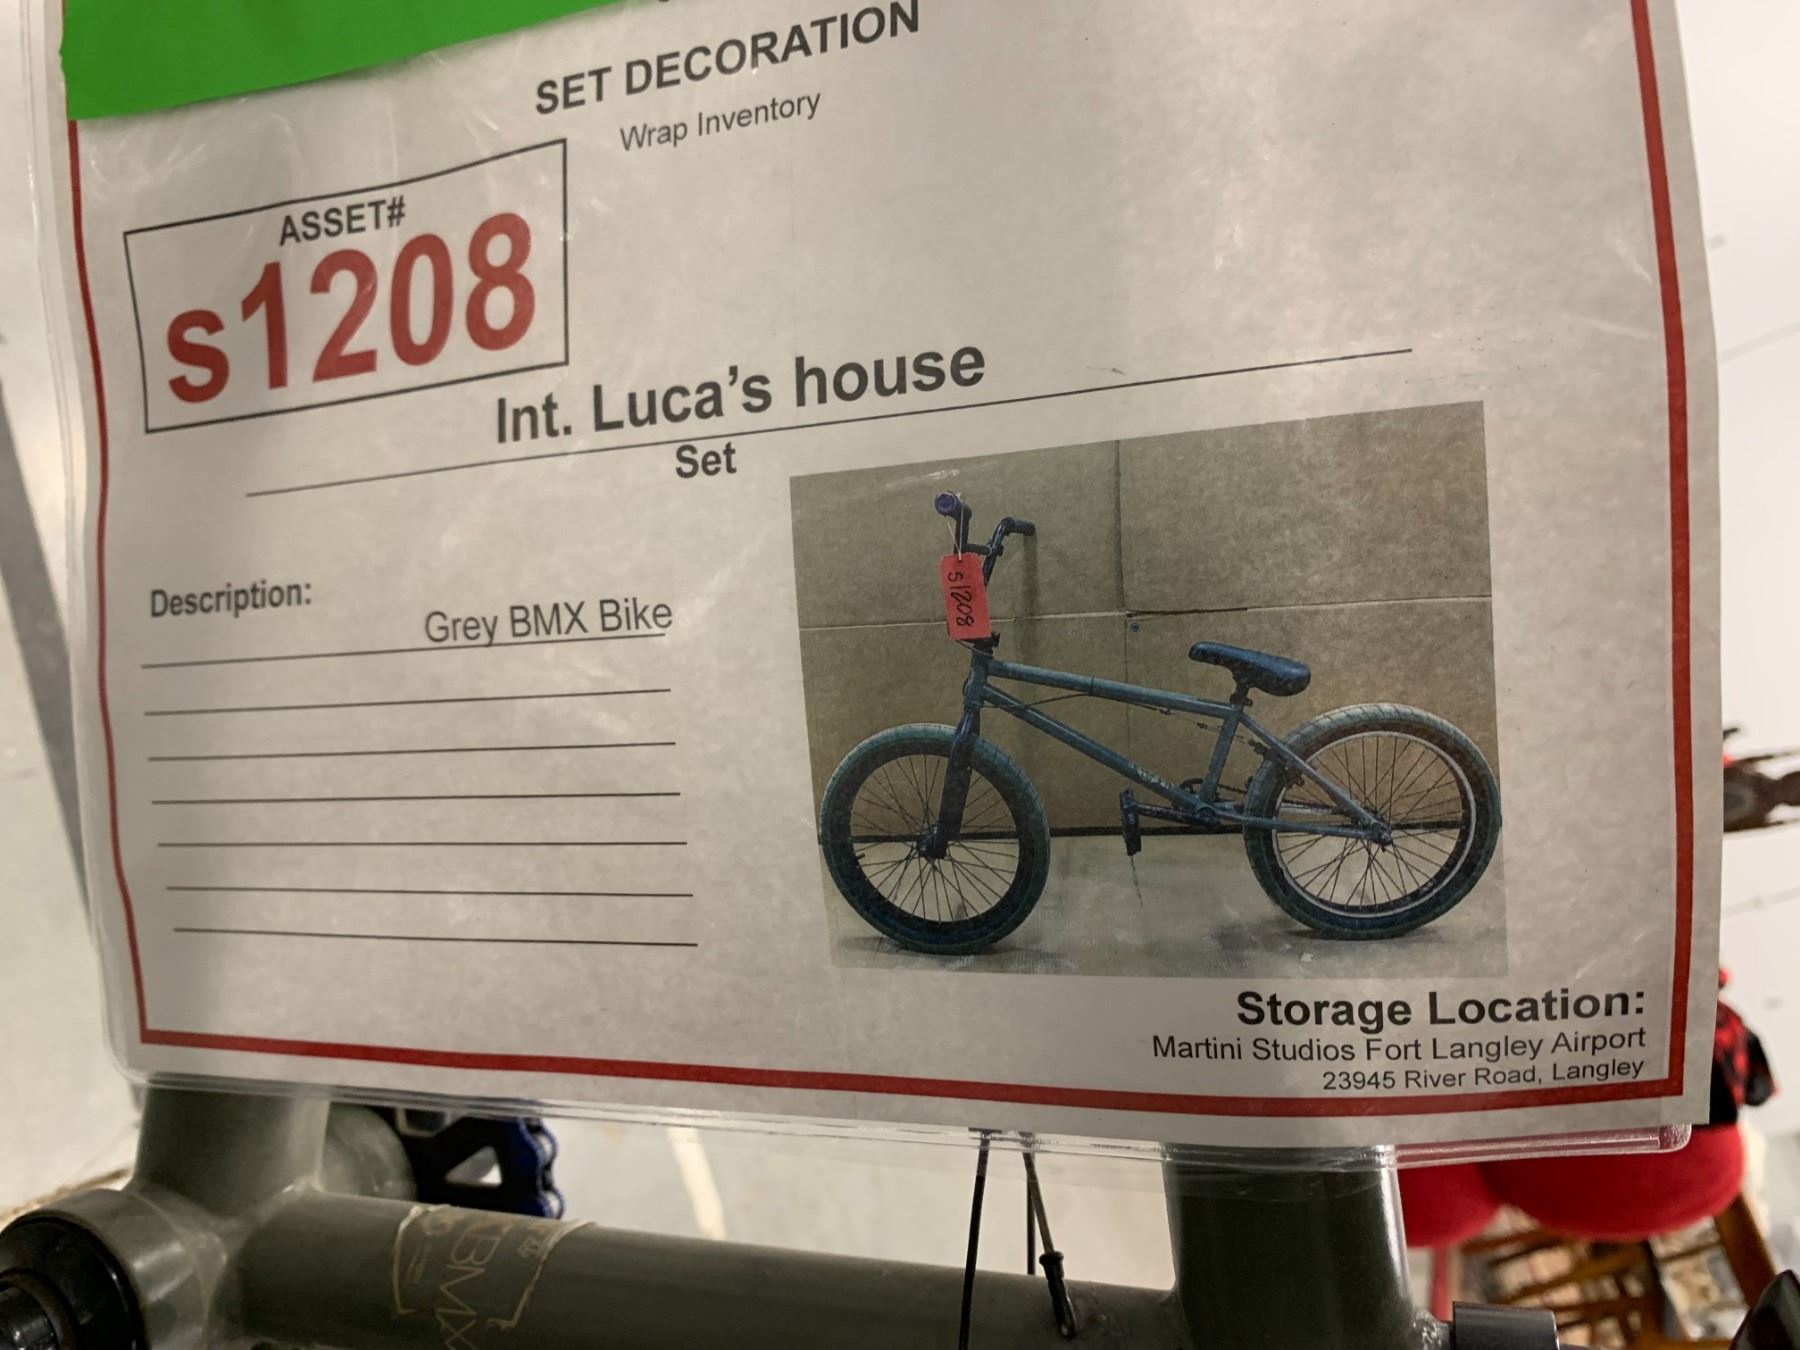 SET DECORATION
Wrap Inventory
ASSET#
s1208
Int. Luca's house
Set
Description:
Grey BMX Bike
s1208
Storage Location:
Martini Studios Fort Langley Airport
23945 River Road, Langley
BMX